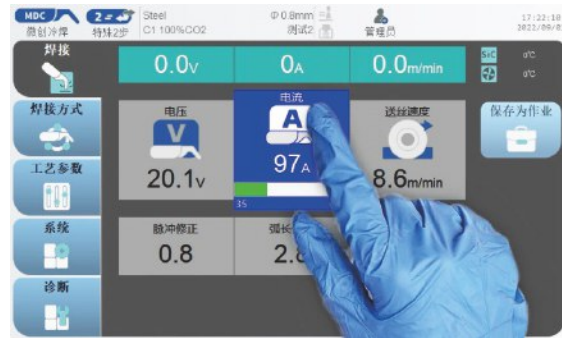 MDC
微创冷焊
2=
特殊2步
Steel
C1 100%CO2
Φ0.8mm
测试2
管理员
17:22:10
焊接
0.0v
0A
0.0m/min
0℃
0℃
焊接方式
电压
V
20.1v
电流
A
97A
35
送丝速度
8.6m/min
保存为作业
工艺参数
系统
脉冲修正
0.8
弧长
2.8
诊断